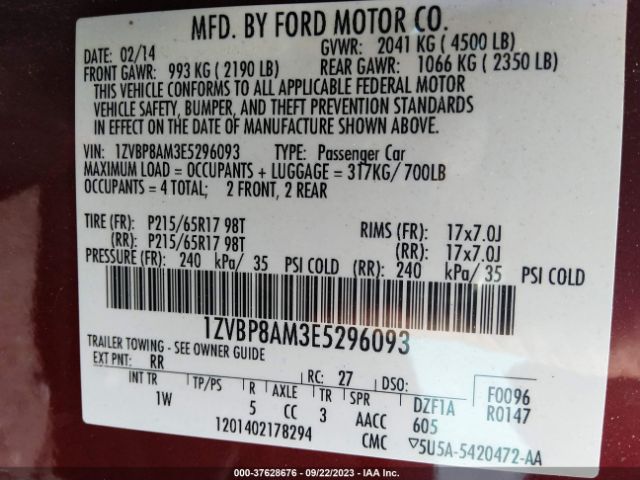 MFD. BY FORD MOTOR CO.
DATE: 02/14 GVWR: 2041 KG ( 4500 LB)
FRONT GAWR: 993 KG ( 2190 LB) REAR GAWR: 1066 KG ( 2350 LB)
THIS VEHICLE CONFORMS TO ALL APPLICABLE FEDERAL MOTOR
VEHICLE SAFETY, BUMPER, AND THEFT PREVENTION STANDARDS
IN EFFECT ON THE DATE OF MANUFACTURE SHOWN ABOVE.
VIN: 1ZVBP8AM3E5296093 TYPE: Passenger Car
MAXIMUM LOAD = OCCUPANTS + LUGGAGE = 317KG/ 700LB
OCCUPANTS = 4 TOTAL; 2 FRONT, 2 REAR
TIRE (FR): P215/65R17 98T RIMS (FR): 17x7.0J
(RR): P215/65R17 98T (RR): 17x7.0J
PRESSURE (FR): 240 kPa/ 35 PSI COLD (RR): 240 kPa/ 35 PSI COLD
1ZVBP8AM3E5296093
TRAILER TOWING - SEE OWNER GUIDE
EXT PNT: RR RC: 27 DSO: F0096
INT TR TP/PS R AXLE TR SPR DZF1A R0147
1W 5 CC 3 AACC 605
1201402178294 CMC ▽5U5A-5420472-AA
000-37628676 - 09/22/2023 - IAA Inc.